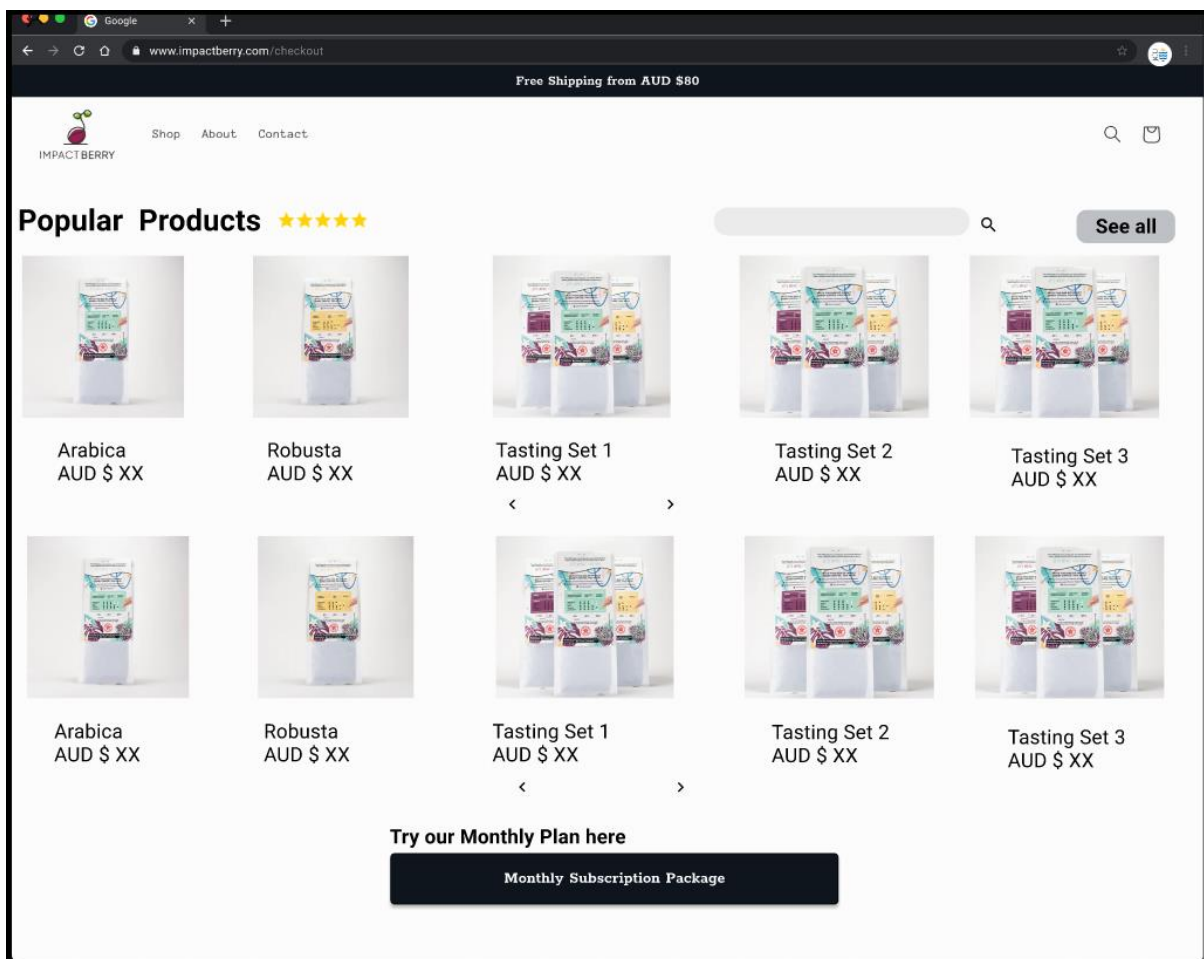 Google
www.impactberry.com/checkout
Free Shipping from AUD $80
IMPACTBERRY
Shop About Contact
Popular Products
See all
Arabica
AUD $ XX
Robusta
AUD $ XX
Tasting Set 1
AUD $ XX
Tasting Set 2
AUD $ XX
Tasting Set 3
AUD $ XX
Arabica
AUD $ XX
Robusta
AUD $ XX
Tasting Set 1
AUD $ XX
Tasting Set 2
AUD $ XX
Tasting Set 3
AUD $ XX
Try our Monthly Plan here
Monthly Subscription Package